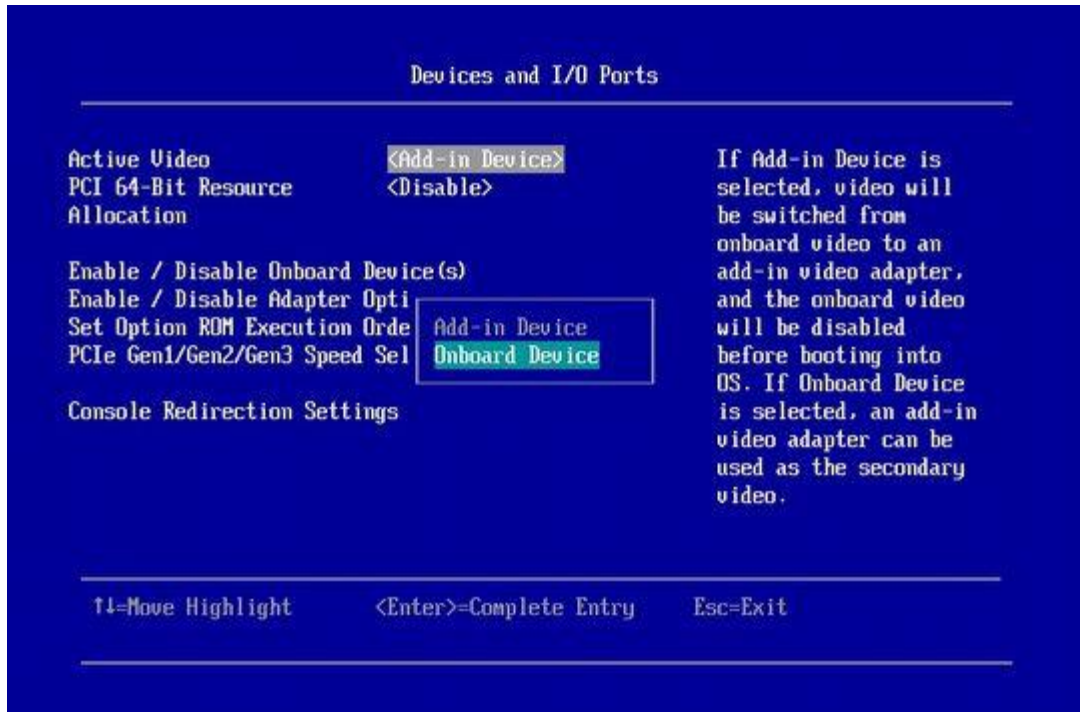 Devices and I/O Ports
Active Video <Add-in Device>
PCI 64-Bit Resource <Disable>
Allocation
Enable / Disable Onboard Device(s)
Enable / Disable Adapter Opti
Set Option ROM Execution Orde
PCIe Gen1/Gen2/Gen3 Speed Sel
Console Redirection Settings
Add-in Device
Onboard Device
If Add-in Device is
selected, video will
be switched from
onboard video to an
add-in video adapter,
and the onboard video
will be disabled
before booting into
OS. If Onboard Device
is selected, an add-in
video adapter can be
used as the secondary
video.
↑↓=Move Highlight <Enter>=Complete Entry Esc=Exit